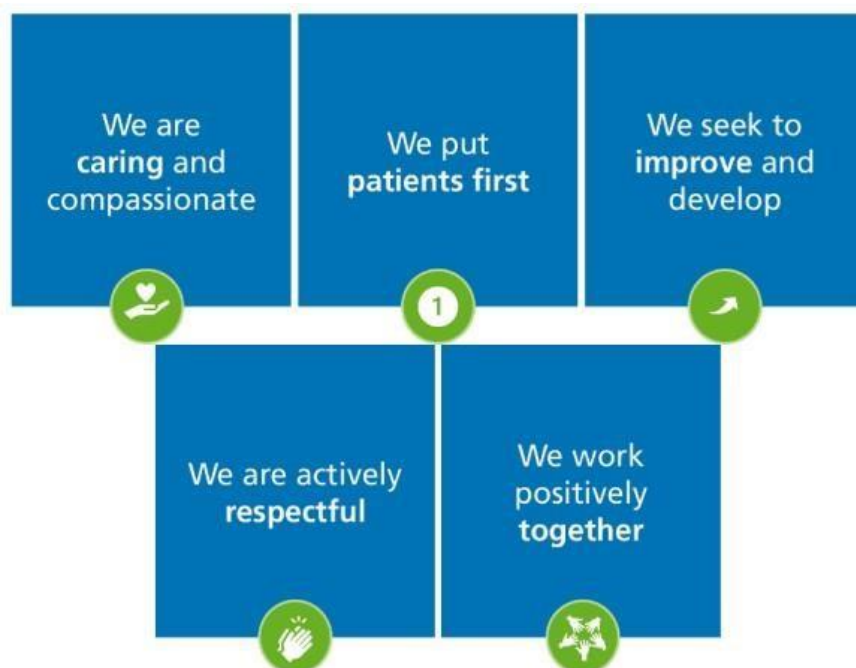 We are
caring and
compassionate
We put
patients first
We seek to
improve and
develop
1
We are actively
respectful
We work
positively
together